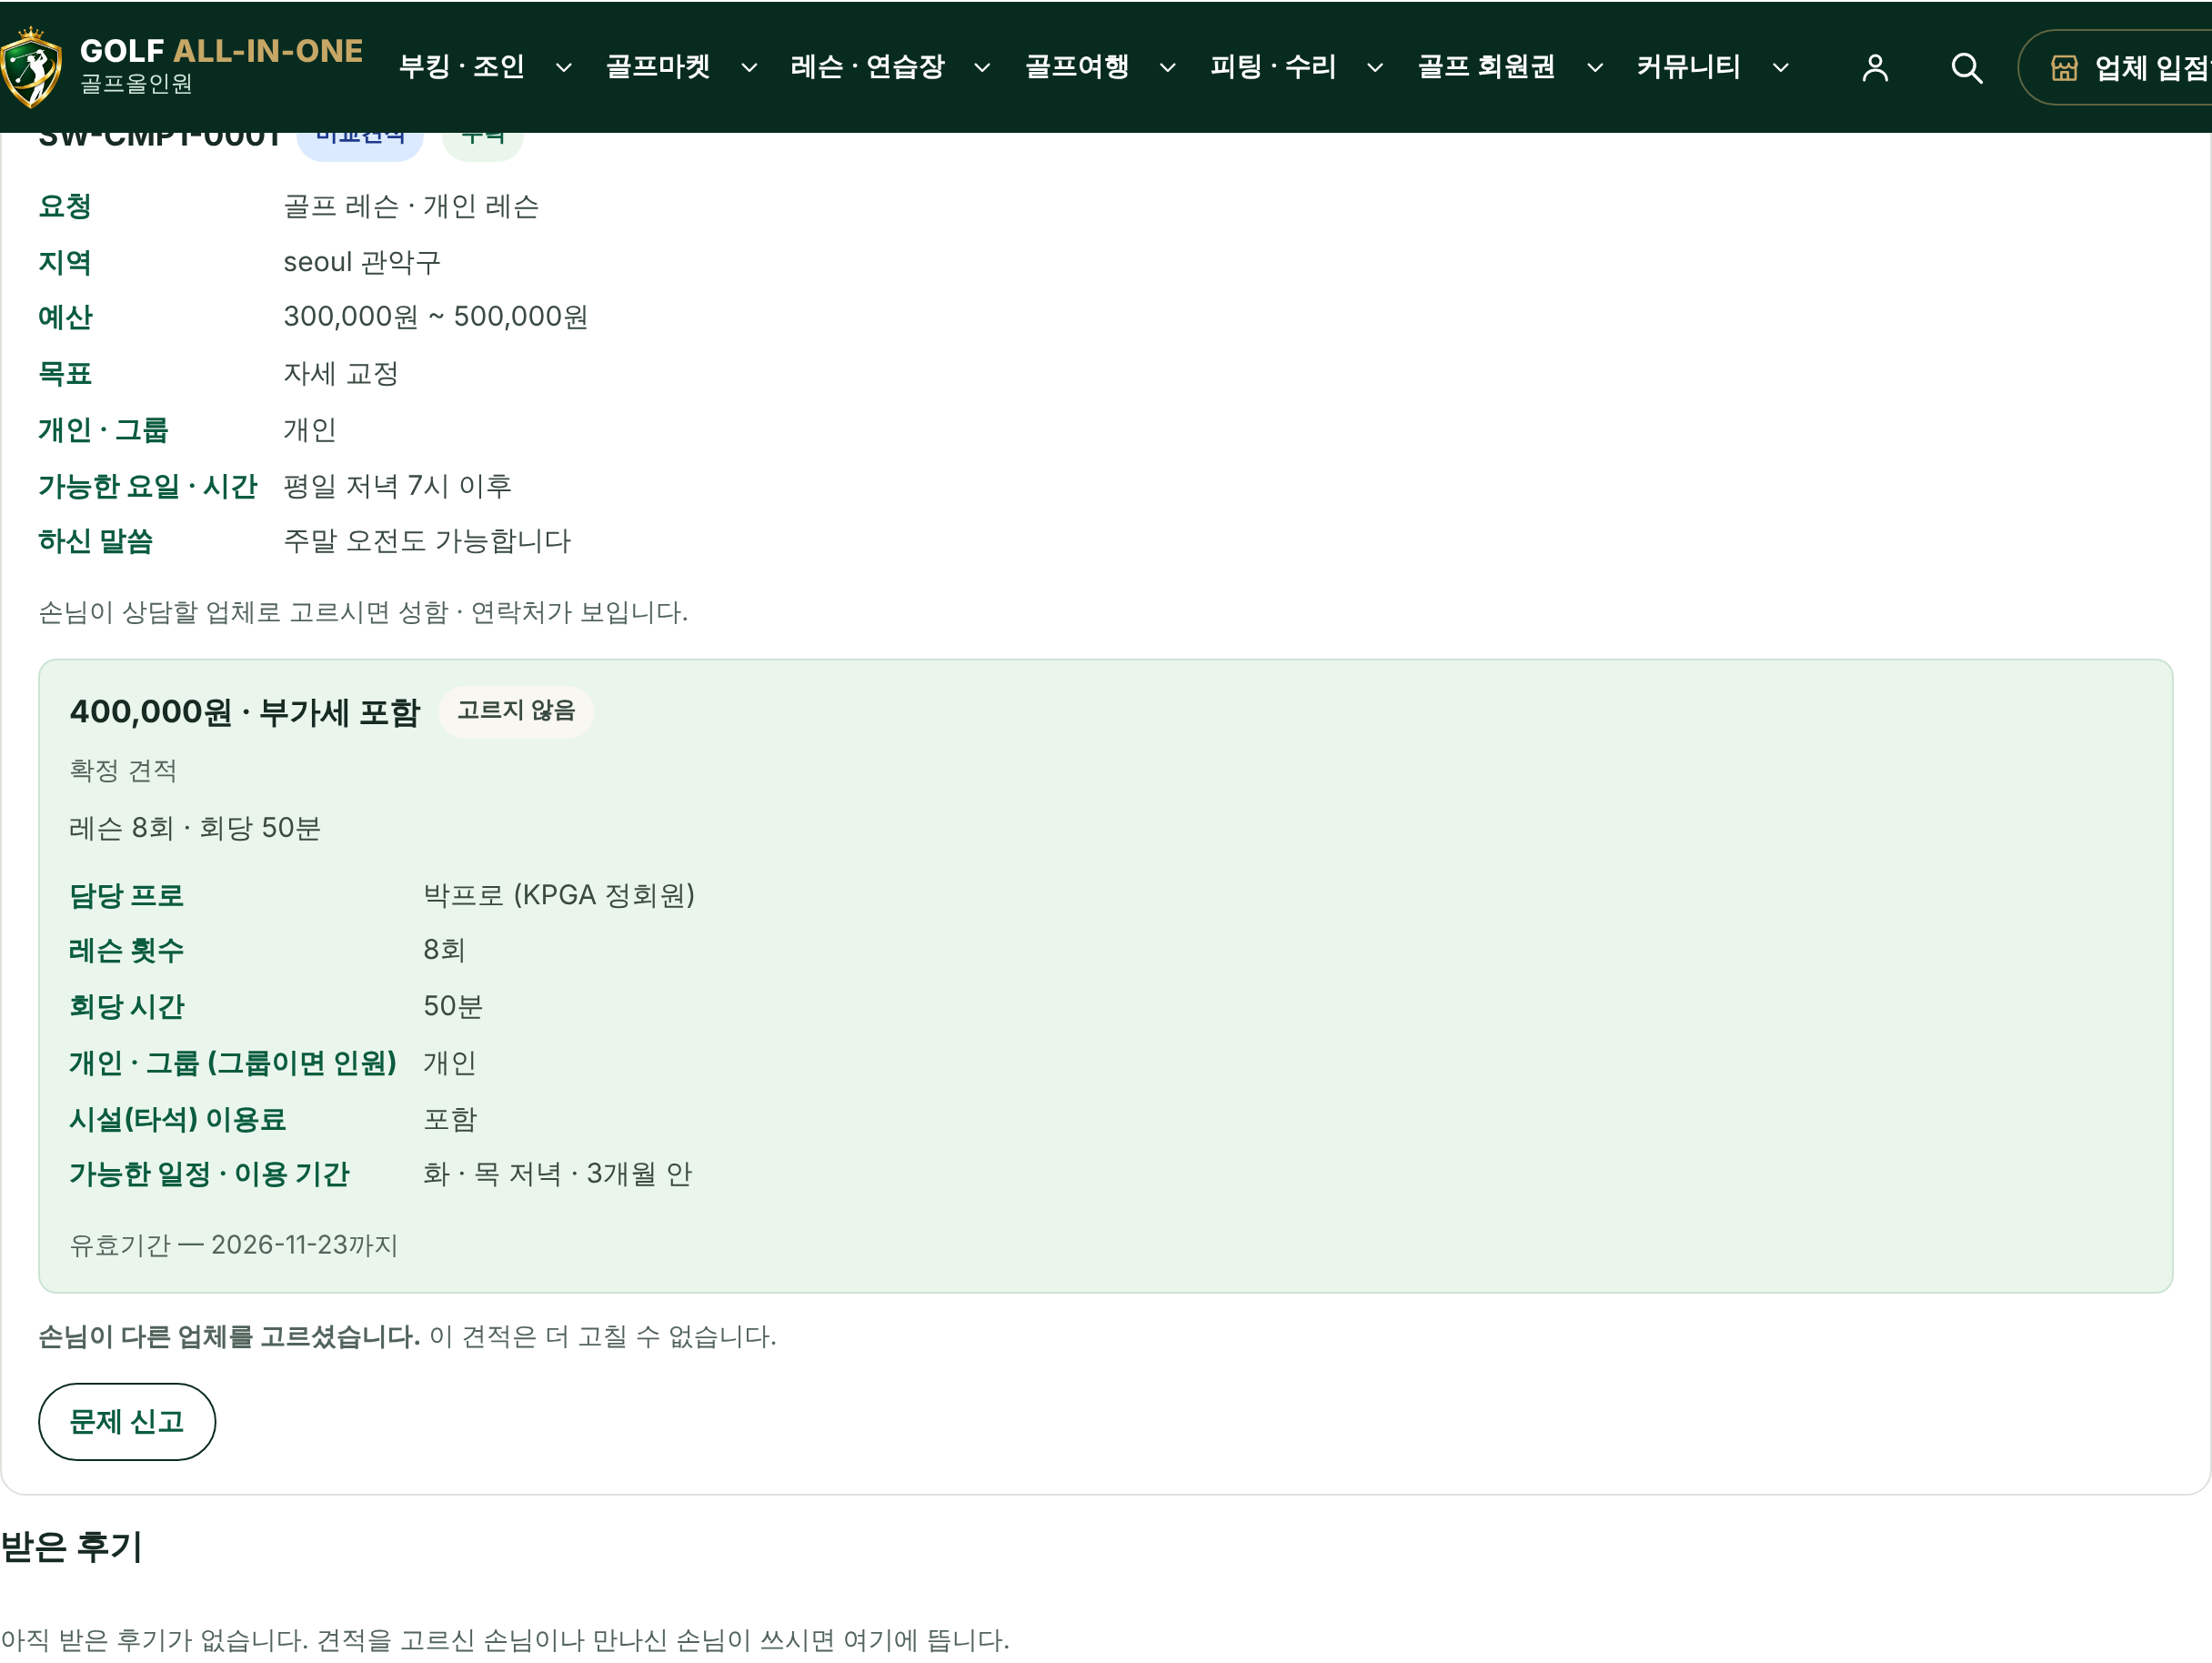 GOLF ALL-IN-ONE
골프올인원
부킹 · 조인
골프마켓
레슨 · 연습장
골프여행
피팅 · 수리
골프 회원권
커뮤니티
업체 입점
SW-CMPT-0001 비교견적
요청 골프 레슨 · 개인 레슨
지역 seoul 관악구
예산 300,000원 ~ 500,000원
목표 자세 교정
개인 · 그룹 개인
가능한 요일 · 시간 평일 저녁 7시 이후
하신 말씀 주말 오전도 가능합니다
손님이 상담할 업체로 고르시면 성함 · 연락처가 보입니다.
400,000원 · 부가세 포함 고르지 않음
확정 견적
레슨 8회 · 회당 50분
담당 프로 박프로 (KPGA 정회원)
레슨 횟수 8회
회당 시간 50분
개인 · 그룹 (그룹이면 인원) 개인
시설(타석) 이용료 포함
가능한 일정 · 이용 기간 화 · 목 저녁 · 3개월 안
유효기간 — 2026-11-23까지
손님이 다른 업체를 고르셨습니다. 이 견적은 더 고칠 수 없습니다.
문제 신고
받은 후기
아직 받은 후기가 없습니다. 견적을 고르신 손님이나 만나신 손님이 쓰시면 여기에 뜹니다.